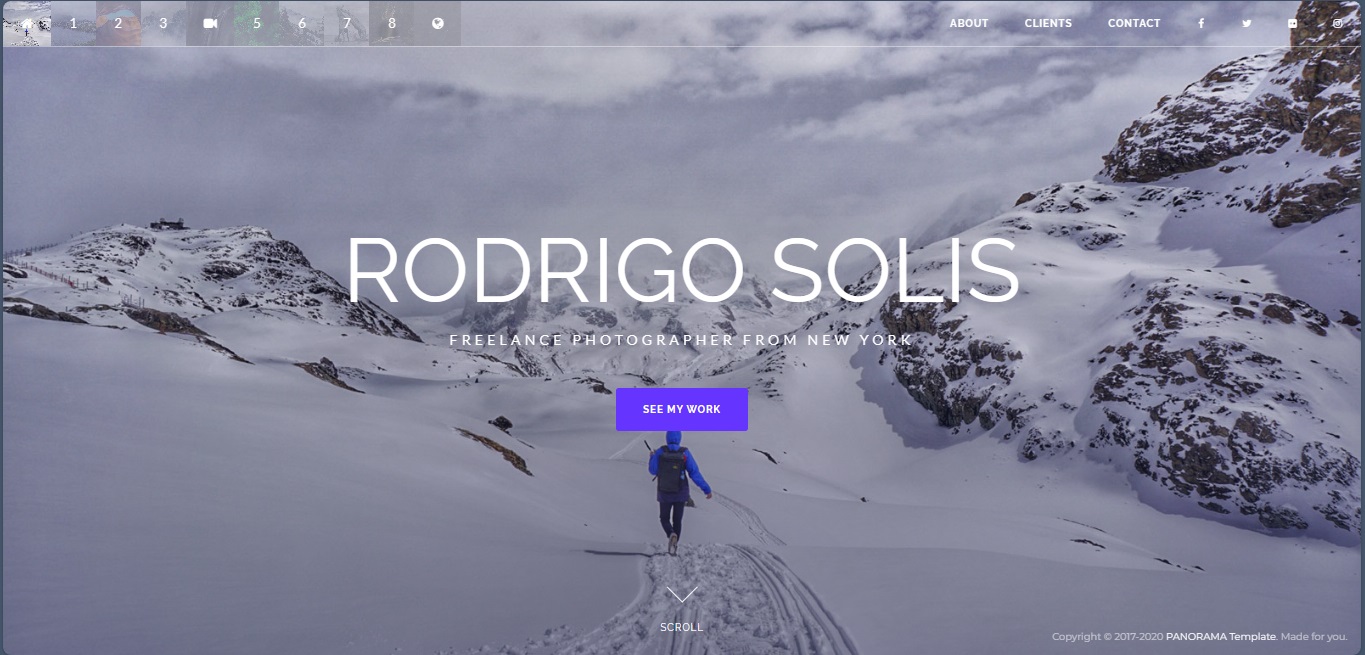 1 2 3 5 6 7 8 ABOUT CLIENTS CONTACT
RODRIGO SOLIS
FREELANCE PHOTOGRAPHER FROM NEW YORK
SEE MY WORK
SCROLL
Copyright © 2017-2020 PANORAMA Template. Made for you.